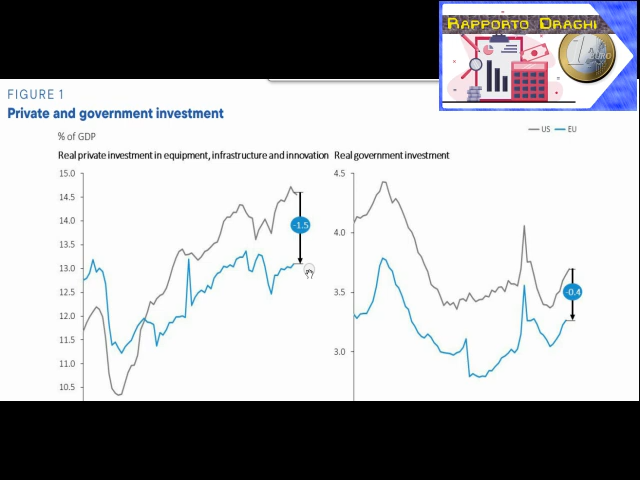 RAPPORTO DRAGHI
1 EURO
FIGURE 1
Private and government investment
% of GDP
US EU
Real private investment in equipment, infrastructure and innovation Real government investment
15.0
14.5
14.0
13.5
13.0
12.5
12.0
11.5
11.0
10.5
-1.5
4.5
4.0
3.5
3.0
-0.4